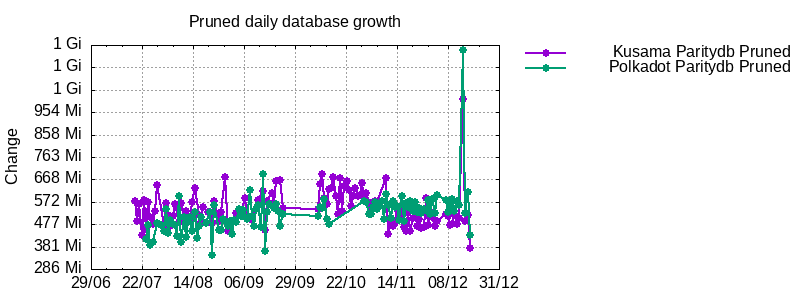 Pruned daily database growth
Kusama Paritydb Pruned
Polkadot Paritydb Pruned
Change
1 Gi
1 Gi
1 Gi
954 Mi
858 Mi
763 Mi
668 Mi
572 Mi
477 Mi
381 Mi
286 Mi
29/06 22/07 14/08 06/09 29/09 22/10 14/11 08/12 31/12